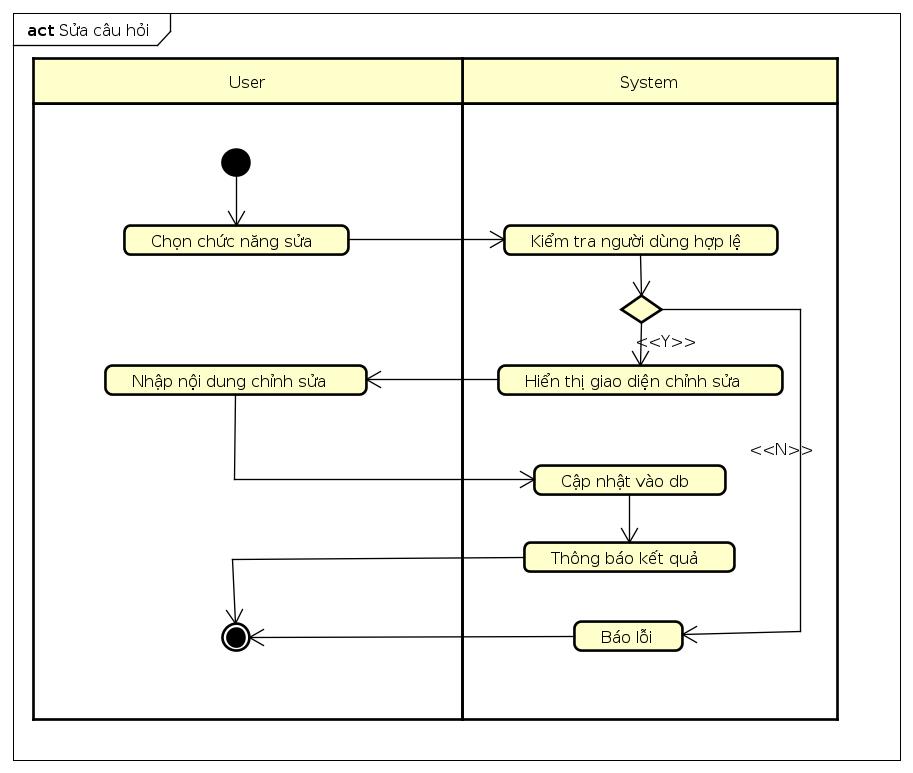 act Sửa câu hỏi
User
System
Chọn chức năng sửa
Kiểm tra người dùng hợp lệ
<<Y>>
Nhập nội dung chỉnh sửa
Hiển thị giao diện chỉnh sửa
<<N>>
Cập nhật vào db
Thông báo kết quả
Báo lỗi